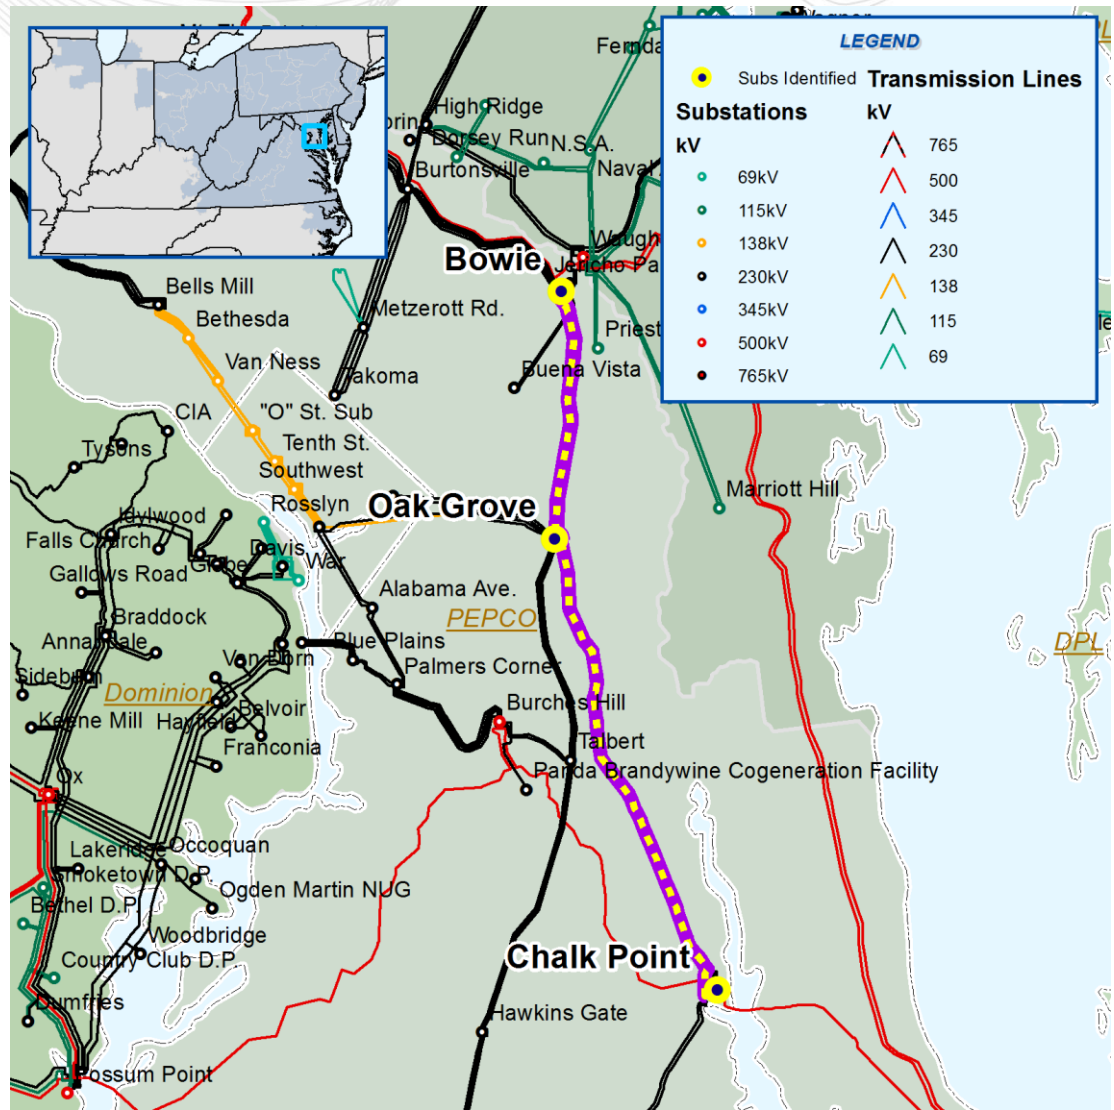 High Ridge
Dorsey Run
N.S.A.
Burtonsville
Naval
Waugh
Bowie
Bells Mill
Bethesda
Metzerott Rd.
Priest
Van Ness
Buena Vista
Takoma
CIA
"O" St. Sub
Tysons
Tenth St.
Southwest
Marriott Hill
Rosslyn
Oak Grove
Idylwood
Falls Church
Davis
War
Gallows Road
Glebe
Alabama Ave.
Braddock
PEPCO
Annandale
Blue Plains
DPL
Van Dorn
Palmers Corner
Sideburn
Dominion
Belvoir
Burches Hill
Keene Mill
Hayfield
Franconia
Talbert
Ox
Panda Brandywine Cogeneration Facility
Occoquan
Lakeridge
Smoketown D.P.
Ogden Martin NUG
Bethel D.P.
Woodbridge
Chalk Point
Country Club D.P
Dumfries
Hawkins Gate
Possum Point
LEGEND
Subs Identified
Substations
kV
69kV
115kV
138kV
230kV
345kV
500kV
765kV
Transmission Lines
kV
765
500
345
230
138
115
69